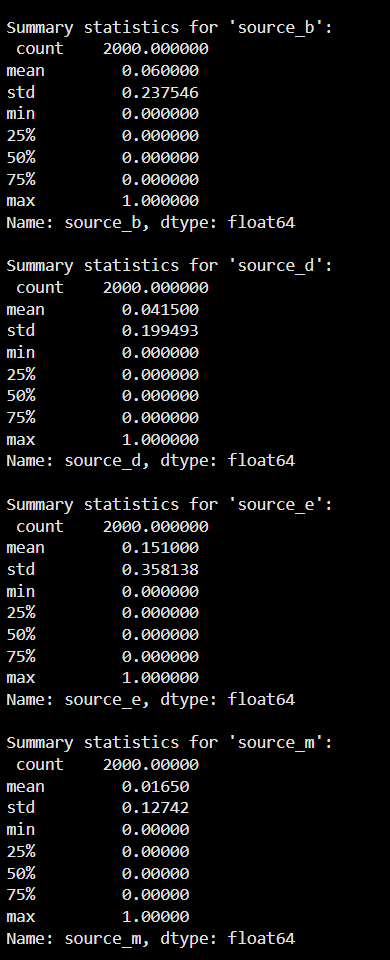 Summary statistics for 'source_b':
 count    2000.000000
mean        0.060000
std         0.237546
min         0.000000
25%         0.000000
50%         0.000000
75%         0.000000
max         1.000000
Name: source_b, dtype: float64

Summary statistics for 'source_d':
 count    2000.000000
mean        0.041500
std         0.199493
min         0.000000
25%         0.000000
50%         0.000000
75%         0.000000
max         1.000000
Name: source_d, dtype: float64

Summary statistics for 'source_e':
 count    2000.000000
mean        0.151000
std         0.358138
min         0.000000
25%         0.000000
50%         0.000000
75%         0.000000
max         1.000000
Name: source_e, dtype: float64

Summary statistics for 'source_m':
 count    2000.00000
mean        0.01650
std         0.12742
min         0.00000
25%         0.00000
50%         0.00000
75%         0.00000
max         1.00000
Name: source_m, dtype: float64